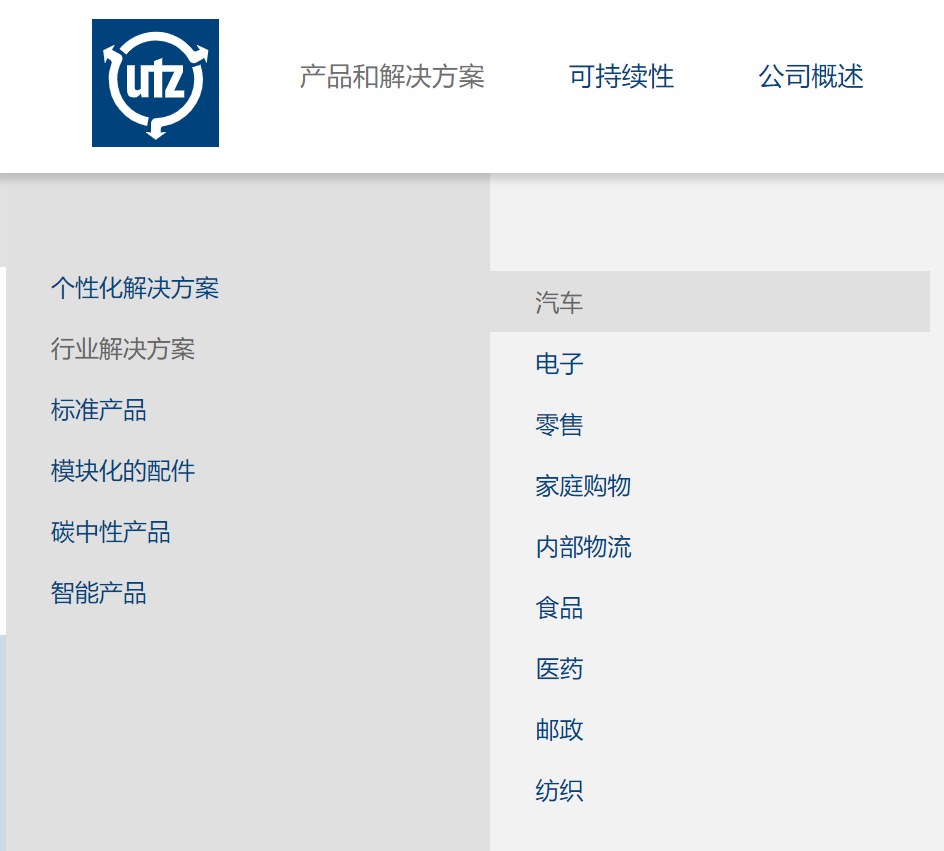 utz
产品和解决方案
可持续性
公司概述
个性化解决方案
行业解决方案
标准产品
模块化的配件
碳中性产品
智能产品
汽车
电子
零售
家庭购物
内部物流
食品
医药
邮政
纺织